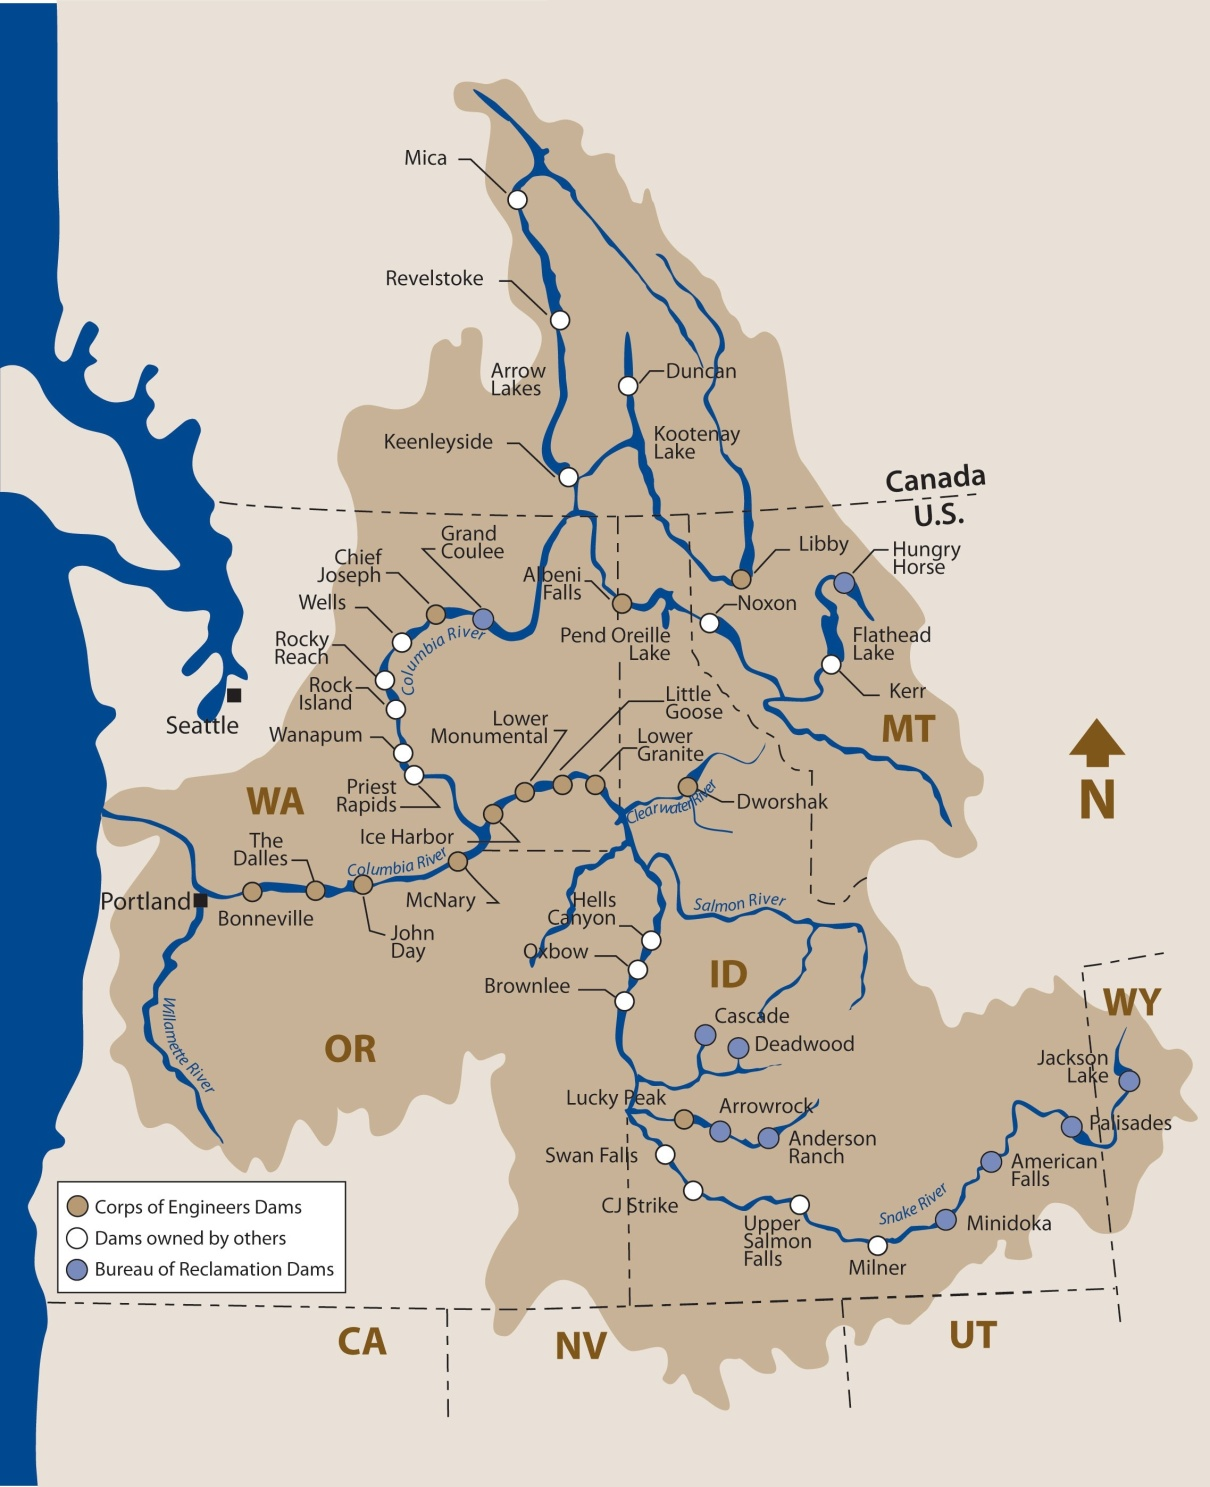 Mica
Revelstoke
Arrow
Lakes
Duncan
Keenleyside
Kootenay
Lake
Canada
U.S.
Grand
Coulee
Chief
Joseph
Libby
Hungry
Horse
Albeni
Falls
Wells
Noxon
Columbia River
Rocky
Reach
Pend Oreille
Lake
Flathead
Lake
Rock
Island
Kerr
Little
Goose
Seattle
Lower
Monumental
MT
Wanapum
Lower
Granite
N
WA
Priest
Rapids
Clearwater River
Dworshak
Ice Harbor
The
Dalles
Columbia River
Portland
McNary
Bonneville
Hells
Canyon
Salmon River
John
Day
Oxbow
ID
Brownlee
WY
Willamette River
OR
Cascade
Deadwood
Jackson
Lake
Lucky Peak
Arrowrock
Palisades
Anderson
Ranch
Swan Falls
American
Falls
CJ Strike
Snake River
Upper
Salmon
Falls
Minidoka
Milner
Corps of Engineers Dams
Dams owned by others
Bureau of Reclamation Dams
CA
NV
UT